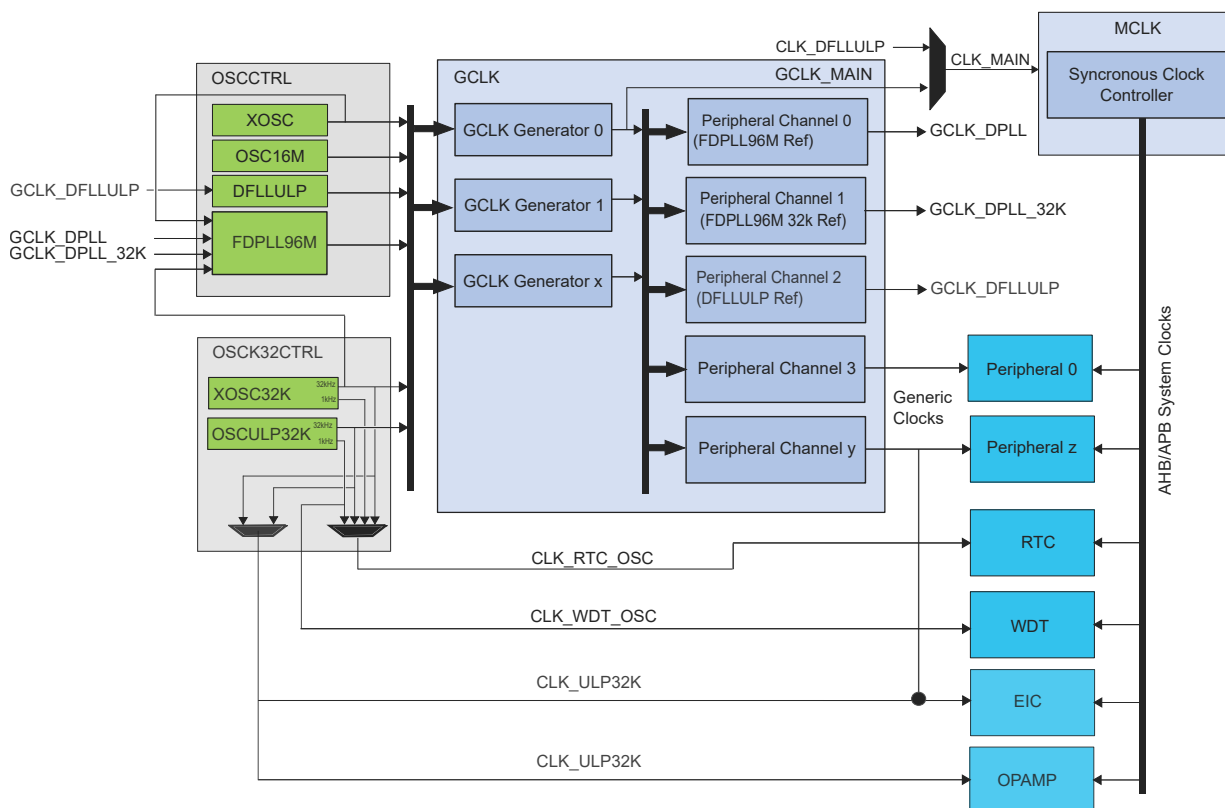 MCLK
CLK_DFLLULP
CLK_MAIN
Syncronous Clock
Controller
OSCCTRL
GCLK
GCLK_MAIN
XOSC
GCLK Generator 0
Peripheral Channel 0
(FDPLL96M Ref)
GCLK_DPLL
OSC16M
GCLK_DFLLULP
DFLLULP
GCLK Generator 1
Peripheral Channel 1
(FDPLL96M 32k Ref)
GCLK_DPLL_32K
GCLK_DPLL
GCLK_DPLL_32K
FDPLL96M
GCLK Generator x
Peripheral Channel 2
(DFLLULP Ref)
GCLK_DFLLULP
OSCK32CTRL
XOSC32K
32kHz
1kHz
Peripheral Channel 3
Peripheral 0
Generic
Clocks
OSCULP32K
32kHz
1kHz
Peripheral Channel y
Peripheral z
AHB/APB System Clocks
CLK_RTC_OSC
RTC
CLK_WDT_OSC
WDT
CLK_ULP32K
EIC
CLK_ULP32K
OPAMP